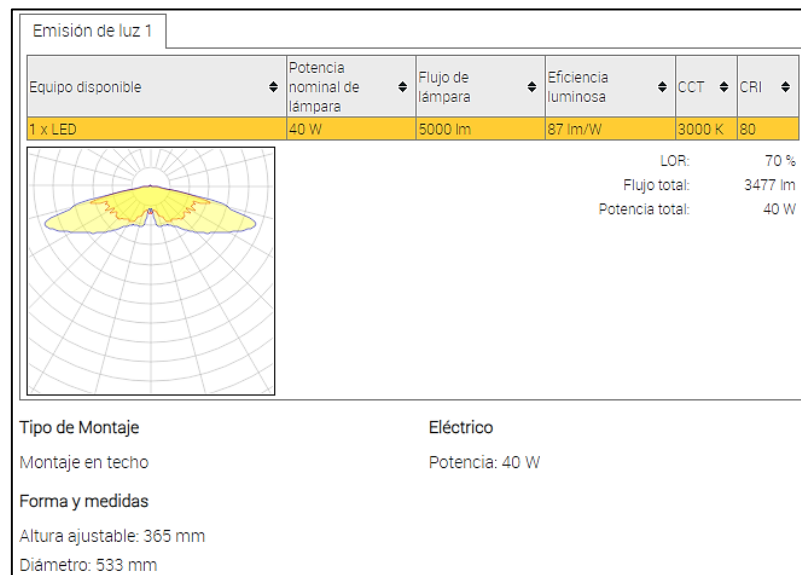 Emisión de luz 1
Equipo disponible
Potencia nominal de lámpara
Flujo de lámpara
Eficiencia luminosa
CCT
CRI
1 x LED
40 W
5000 lm
87 lm/W
3000 K
80
LOR: 70 %
Flujo total: 3477 lm
Potencia total: 40 W
Tipo de Montaje
Montaje en techo
Eléctrico
Potencia: 40 W
Forma y medidas
Altura ajustable: 365 mm
Diámetro: 533 mm